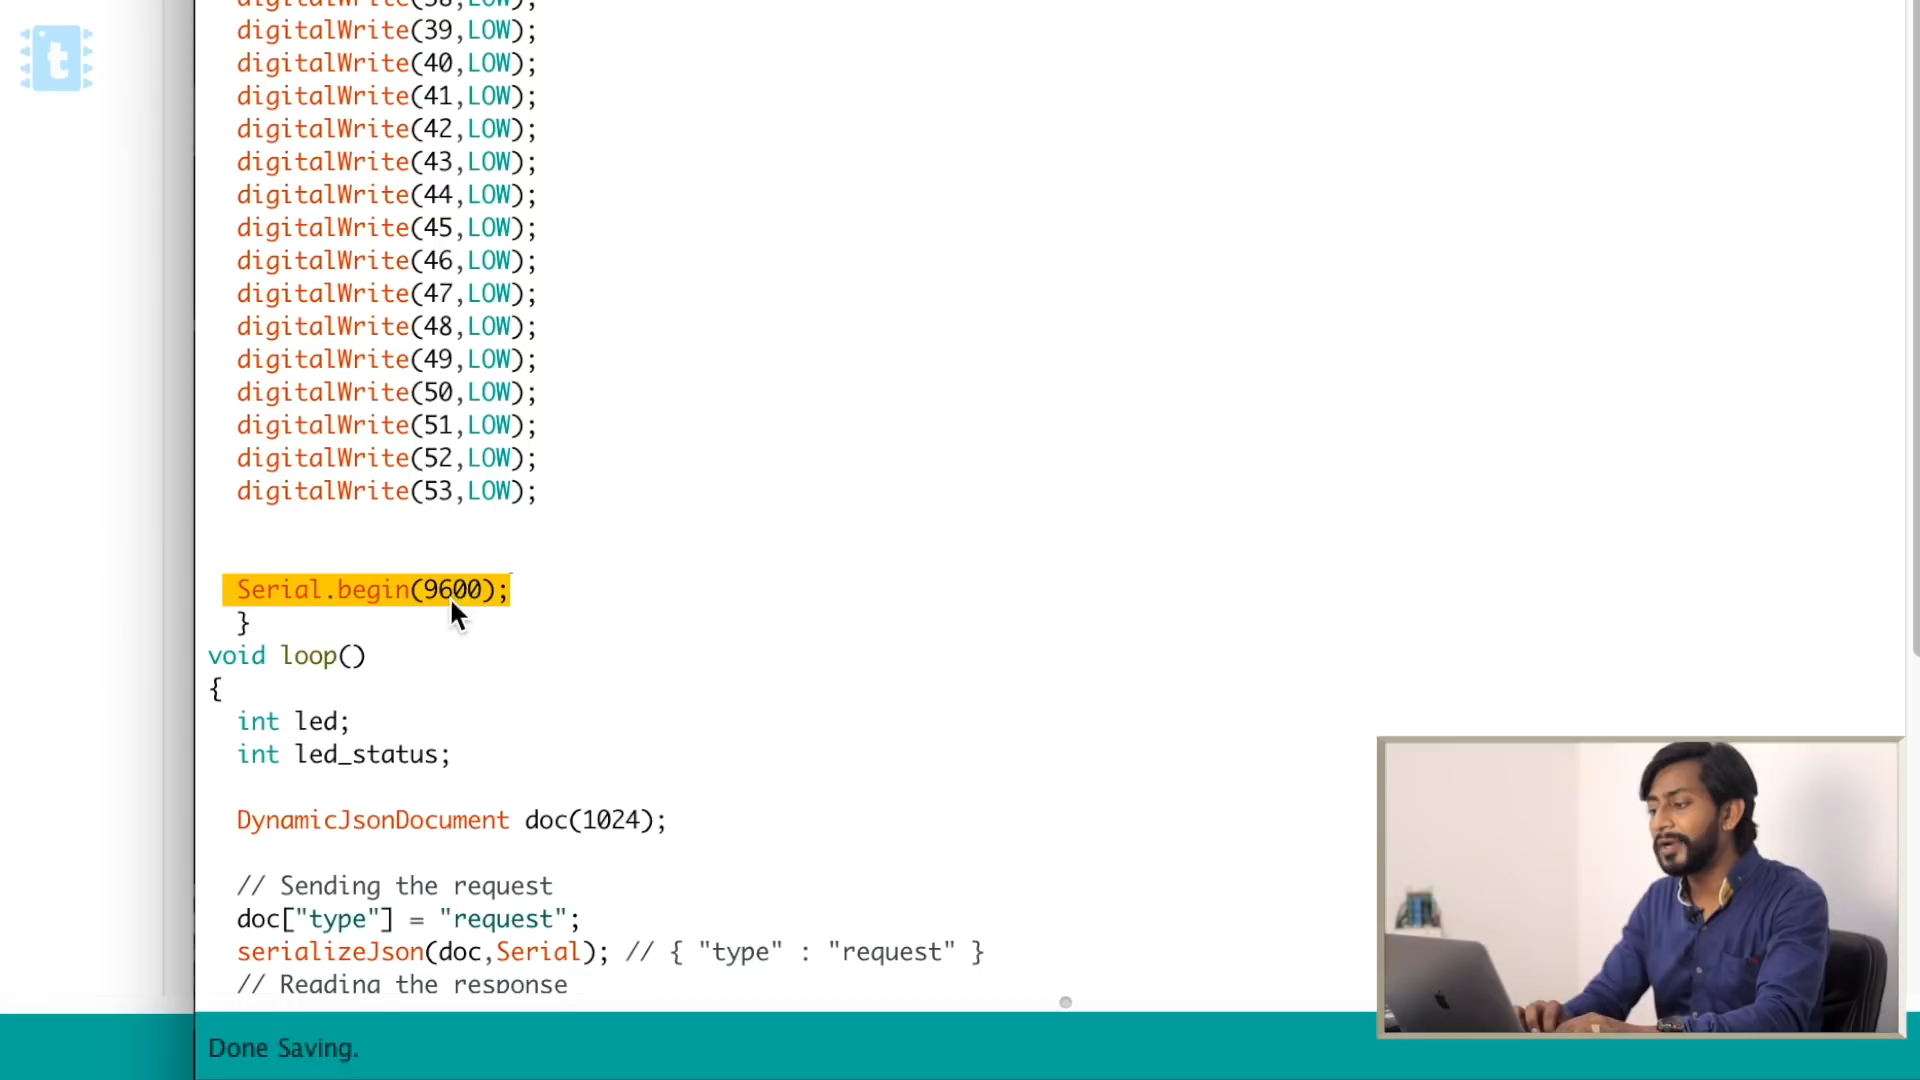 t
digitalWrite(38,LOW);
digitalWrite(39,LOW);
digitalWrite(40,LOW);
digitalWrite(41,LOW);
digitalWrite(42,LOW);
digitalWrite(43,LOW);
digitalWrite(44,LOW);
digitalWrite(45,LOW);
digitalWrite(46,LOW);
digitalWrite(47,LOW);
digitalWrite(48,LOW);
digitalWrite(49,LOW);
digitalWrite(50,LOW);
digitalWrite(51,LOW);
digitalWrite(52,LOW);
digitalWrite(53,LOW);
Serial.begin(9600);
}
void loop()
{
int led;
int led_status;
DynamicJsonDocument doc(1024);
// Sending the request
doc["type"] = "request";
serializeJson(doc,Serial); // { "type" : "request" }
// Reading the response
Done Saving.